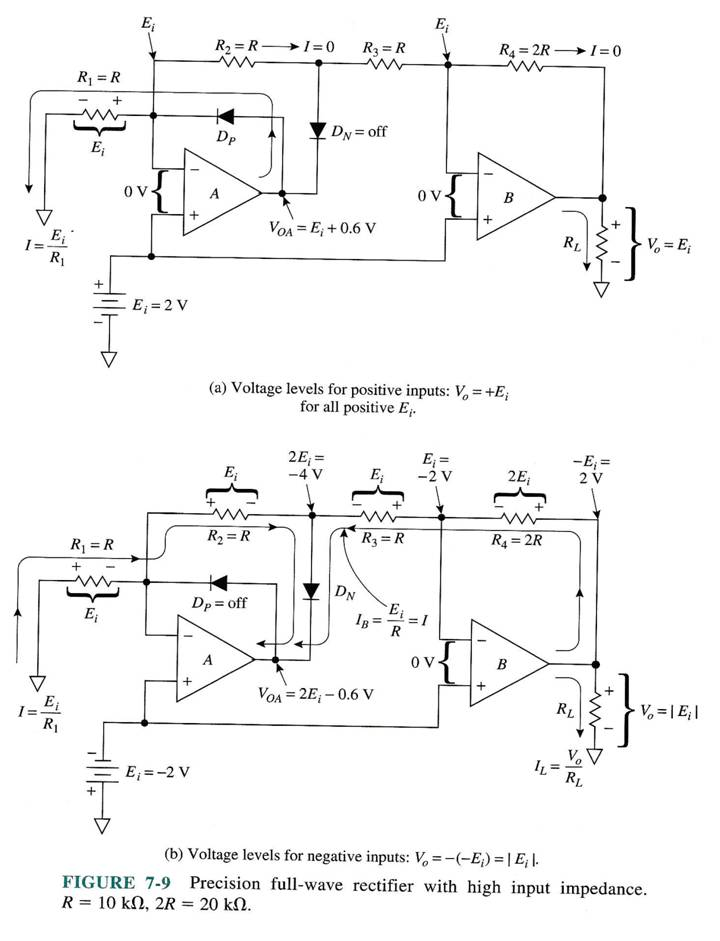 E_i
E_i
R_2 = R → I = 0
R_3 = R
R_4 = 2R → I = 0
R_1 = R
− +
E_i
D_P
D_N = off
0 V
−
A
+
V_OA = E_i + 0.6 V
0 V
−
B
+
R_L
+
−
V_o = E_i
I = E_i / R_1
+
−
E_i = 2 V
(a) Voltage levels for positive inputs: V_o = +E_i
for all positive E_i.
E_i
2E_i =
−4 V
E_i
E_i =
−2 V
2E_i
−E_i =
2 V
+ −
− +
− +
R_1 = R
R_2 = R
R_3 = R
R_4 = 2R
+ −
E_i
D_P = off
D_N
I_B = E_i / R = I
0 V
−
A
+
V_OA = 2E_i − 0.6 V
−
B
+
R_L
+
−
V_o = | E_i |
I = E_i / R_1
I_L = V_o / R_L
−
+
E_i = −2 V
(b) Voltage levels for negative inputs: V_o = −(−E_i) = | E_i |.
FIGURE 7-9 Precision full-wave rectifier with high input impedance.
R = 10 kΩ, 2R = 20 kΩ.